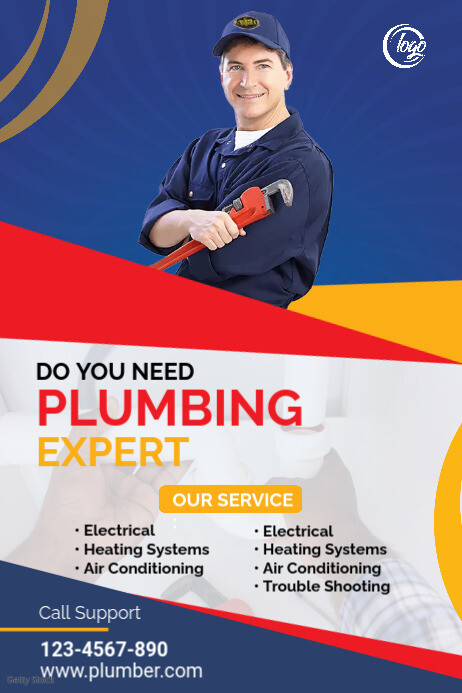 logo
DO YOU NEED
PLUMBING
EXPERT
OUR SERVICE
• Electrical
• Heating Systems
• Air Conditioning
• Electrical
• Heating Systems
• Air Conditioning
• Trouble Shooting
Call Support
123-4567-890
www.plumber.com